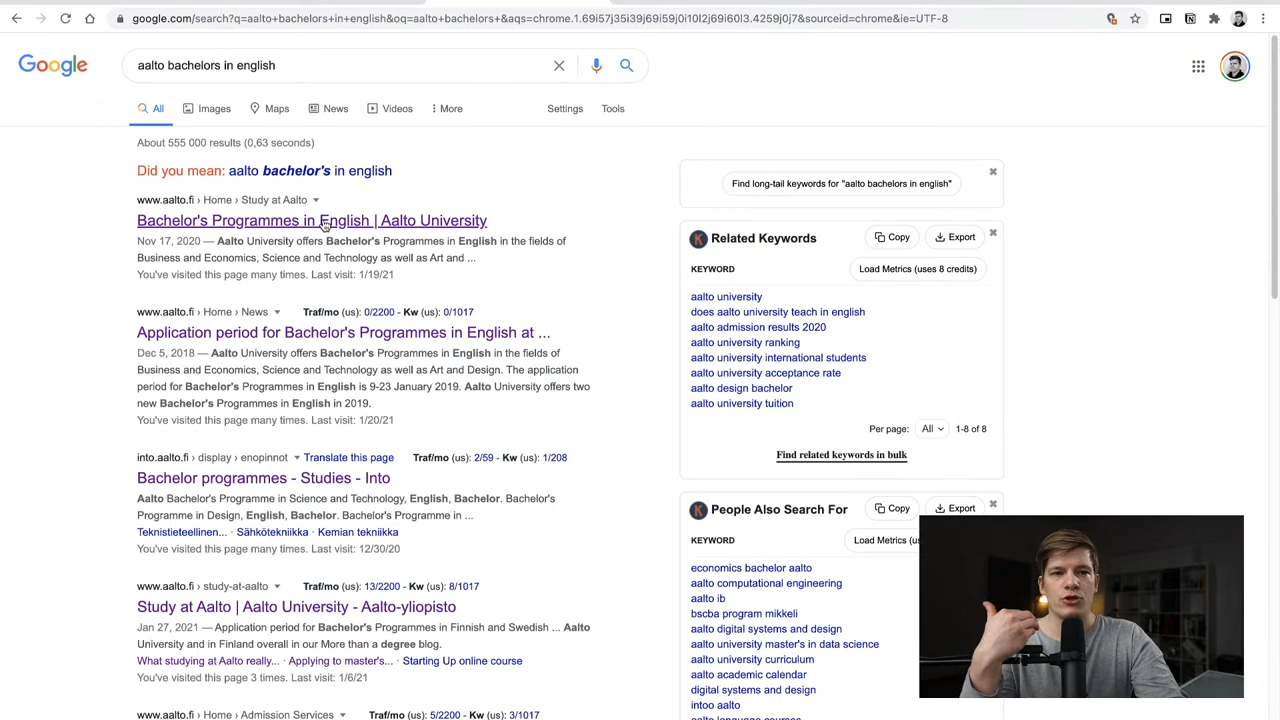 google.com/search?q=aalto+bachelors+in+english&oq=aalto+bachelors+&aqs=chrome.1.69i57j35i39j69i59j0i10l2j69i60l3.4259j0j7&sourceid=chrome&ie=UTF-8
Google
aalto bachelors in english
All
Images
Maps
News
Videos
More
Settings
Tools
About 555 000 results (0,63 seconds)
Did you mean: aalto bachelor's in english
www.aalto.fi › Home › Study at Aalto
Bachelor's Programmes in English | Aalto University
Nov 17, 2020 — Aalto University offers Bachelor's Programmes in English in the fields of
Business and Economics, Science and Technology as well as Art and ...
You've visited this page many times. Last visit: 1/19/21
www.aalto.fi › Home › News
Traf/mo (us): 0/2200 - Kw (us): 0/1017
Application period for Bachelor's Programmes in English at ...
Dec 5, 2018 — Aalto University offers Bachelor's Programmes in English in the fields of
Business and Economics, Science and Technology as well as Art and Design. The application
period for Bachelor's Programmes in English is 9-23 January 2019. Aalto University offers two
new Bachelor's Programmes in English in 2019.
You've visited this page many times. Last visit: 1/20/21
into.aalto.fi › display › enopinnot
Translate this page
Traf/mo (us): 2/59 - Kw (us): 1/208
Bachelor programmes - Studies - Into
Aalto Bachelor's Programme in Science and Technology, English, Bachelor. Bachelor's
Programme in Design, English, Bachelor. Bachelor's Programme in ...
Teknistieteellinen... · Sähkötekniikka · Kemian tekniikka
You've visited this page many times. Last visit: 12/30/20
www.aalto.fi › study-at-aalto
Traf/mo (us): 13/2200 - Kw (us): 8/1017
Study at Aalto | Aalto University - Aalto-yliopisto
Jan 27, 2021 — Application period for Bachelor's Programmes in Finnish and Swedish ... Aalto
University and in Finland overall in our More than a degree blog.
What studying at Aalto really... · Applying to master's... · Starting Up online course
You've visited this page 3 times. Last visit: 1/6/21
www.aalto.fi › Home › Admission Services
Traf/mo (us): 5/2200 - Kw (us): 3/1017
Find long-tail keywords for "aalto bachelors in english"
K
Related Keywords
Copy
Export
KEYWORD
Load Metrics (uses 8 credits)
aalto university
does aalto university teach in english
aalto admission results 2020
aalto university ranking
aalto university international students
aalto university acceptance rate
aalto design bachelor
aalto university tuition
Per page: All
1-8 of 8
Find related keywords in bulk
K
People Also Search For
Copy
Export
KEYWORD
Load Metrics (us
economics bachelor aalto
aalto computational engineering
aalto ib
bscba program mikkeli
aalto digital systems and design
aalto university master's in data science
aalto university curriculum
aalto academic calendar
digital systems and design
intoo aalto
aalto language courses